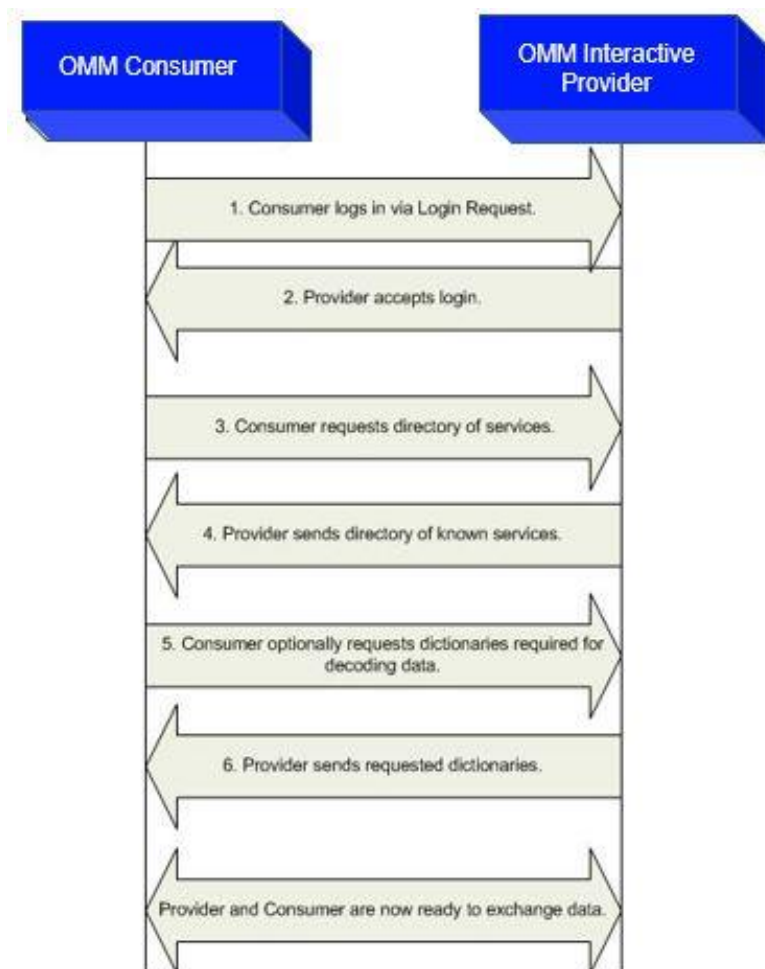 OMM Consumer
OMM Interactive
Provider
1. Consumer logs in via Login Request.
2. Provider accepts login.
3. Consumer requests directory of services.
4. Provider sends directory of known services.
5. Consumer optionally requests dictionaries required for
decoding data.
6. Provider sends requested dictionaries.
Provider and Consumer are now ready to exchange data.